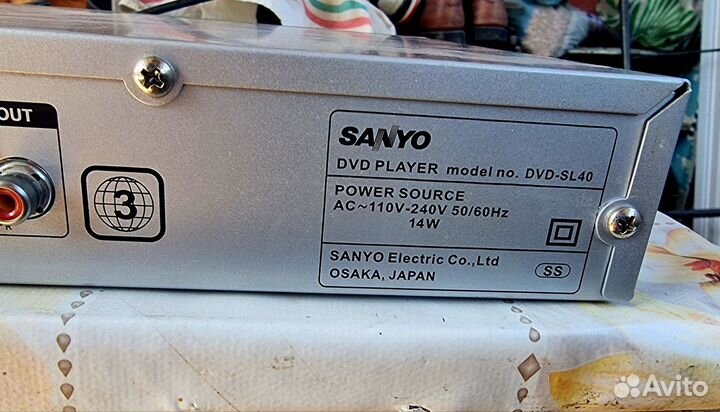 OUT
R
3
SANYO
DVD PLAYER model no. DVD-SL40
POWER SOURCE
AC~110V-240V 50/60Hz
14W
SANYO Electric Co.,Ltd
OSAKA, JAPAN
SS
Avito